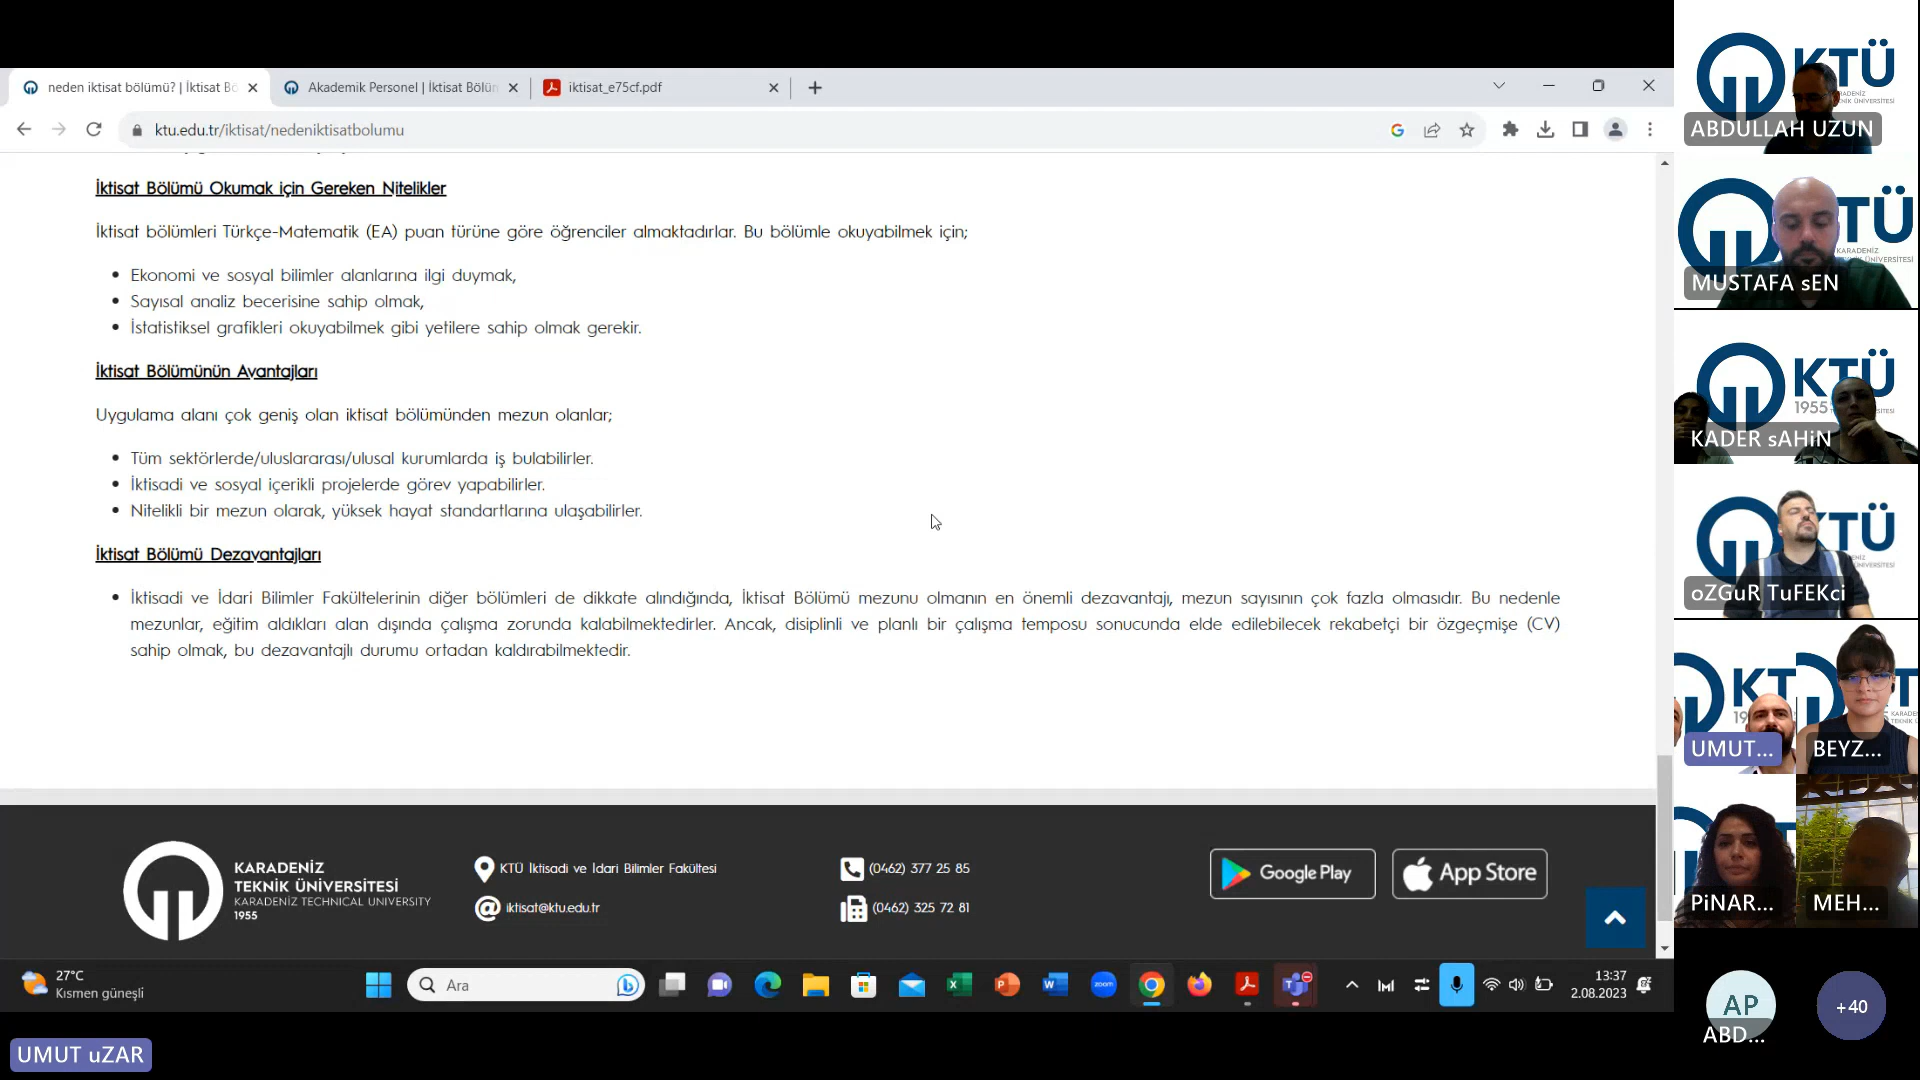 neden iktisat bölümü? | İktisat Bö
Akademik Personel | İktisat Bölün
iktisat_e75cf.pdf
ktu.edu.tr/iktisat/nedeniktisatbolumu
İktisat Bölümü Okumak için Gereken Nitelikler
İktisat bölümleri Türkçe-Matematik (EA) puan türüne göre öğrenciler almaktadırlar. Bu bölümle okuyabilmek için;
Ekonomi ve sosyal bilimler alanlarına ilgi duymak,
Sayısal analiz becerisine sahip olmak,
İstatistiksel grafikleri okuyabilmek gibi yetilere sahip olmak gerekir.
İktisat Bölümünün Avantajları
Uygulama alanı çok geniş olan iktisat bölümünden mezun olanlar;
Tüm sektörlerde/uluslararası/ulusal kurumlarda iş bulabilirler.
İktisadi ve sosyal içerikli projelerde görev yapabilirler.
Nitelikli bir mezun olarak, yüksek hayat standartlarına ulaşabilirler.
İktisat Bölümü Dezavantajları
İktisadi ve İdari Bilimler Fakültelerinin diğer bölümleri de dikkate alındığında, İktisat Bölümü mezunu olmanın en önemli dezavantajı, mezun sayısının çok fazla olmasıdır. Bu nedenle
mezunlar, eğitim aldıkları alan dışında çalışma zorunda kalabilmektedirler. Ancak, disiplinli ve planlı bir çalışma temposu sonucunda elde edilebilecek rekabetçi bir özgeçmişe (CV)
sahip olmak, bu dezavantajlı durumu ortadan kaldırabilmektedir.
KARADENİZ
TEKNİK ÜNİVERSİTESİ
KARADENİZ TECHNICAL UNIVERSITY
1955
KTÜ İktisadi ve İdari Bilimler Fakültesi
iktisat@ktu.edu.tr
(0462) 377 25 85
(0462) 325 72 81
Google Play
App Store
27°C
Kısmen güneşli
Ara
zoom
13:37
2.08.2023
UMUT uZAR
KTÜ
ABDULLAH UZUN
KTÜ
MUSTAFA sEN
KTÜ
1955
KADER sAHiN
KTÜ
oZGuR TuFEKci
UMUT...
BEYZ...
PiNAR...
MEH...
AP
ABD...
+40